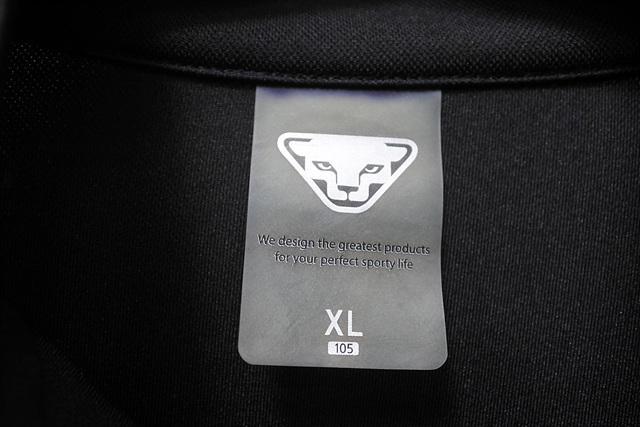 We design the greatest products
for your perfect sporty life
XL
105